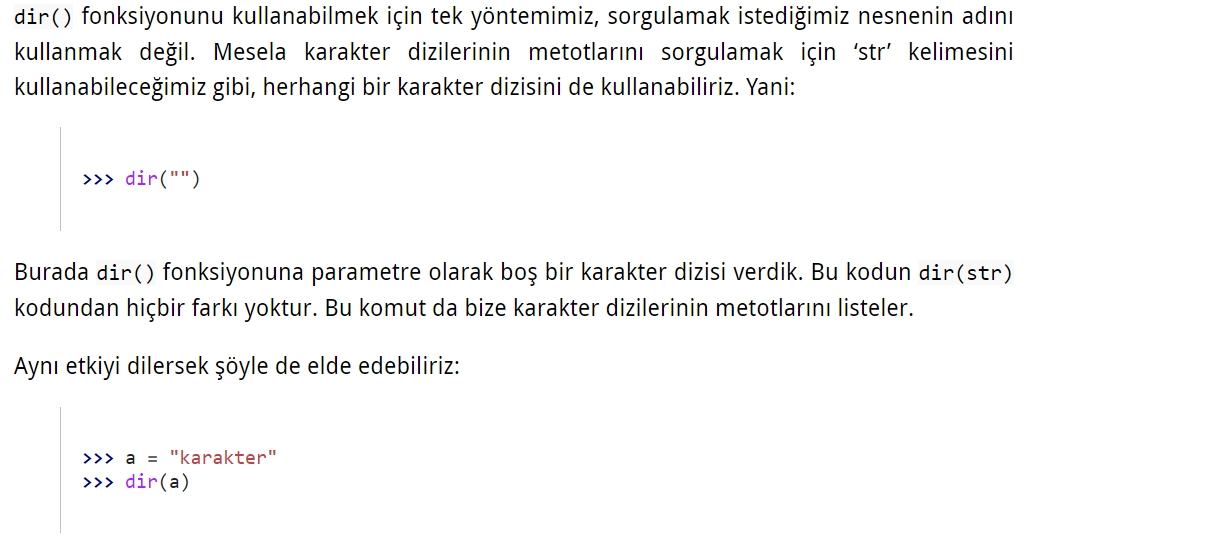 dir() fonksiyonunu kullanabilmek için tek yöntemimiz, sorgulamak istediğimiz nesnenin adını
kullanmak değil. Mesela karakter dizilerinin metotlarını sorgulamak için ‘str’ kelimesini
kullanabileceğimiz gibi, herhangi bir karakter dizisini de kullanabiliriz. Yani:
>>> dir("")
Burada dir() fonksiyonuna parametre olarak boş bir karakter dizisi verdik. Bu kodun dir(str)
kodundan hiçbir farkı yoktur. Bu komut da bize karakter dizilerinin metotlarını listeler.
Aynı etkiyi dilersek şöyle de elde edebiliriz:
>>> a = "karakter"
>>> dir(a)